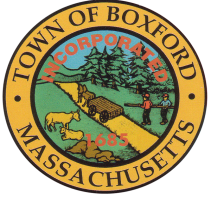 TOWN OF BOXFORD
INCORPORATED
1685
MASSACHUSETTS